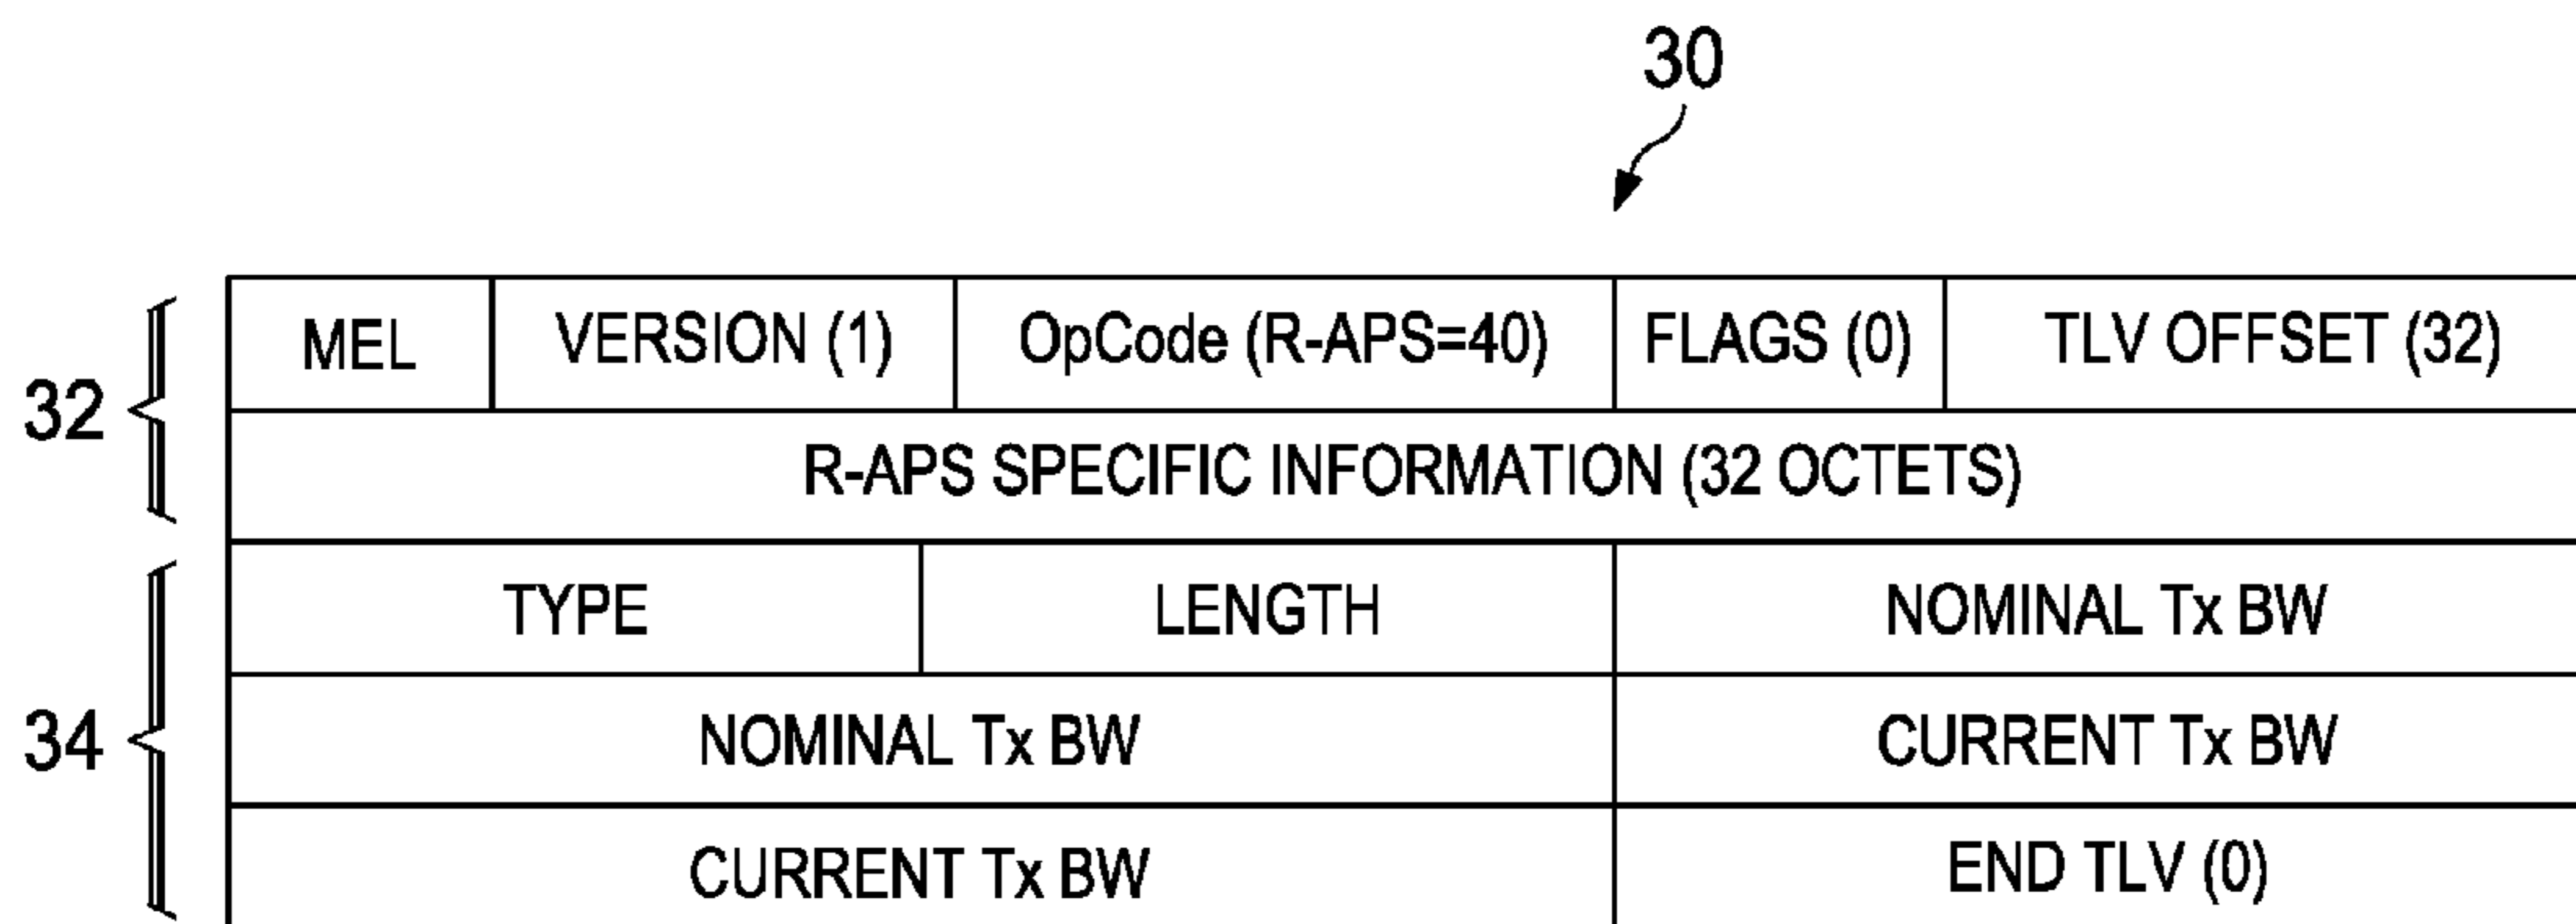 30
32
MEL VERSION (1) OpCode (R-APS=40) FLAGS (0) TLV OFFSET (32)
R-APS SPECIFIC INFORMATION (32 OCTETS)
34
TYPE LENGTH NOMINAL Tx BW
NOMINAL Tx BW CURRENT Tx BW
CURRENT Tx BW END TLV (0)